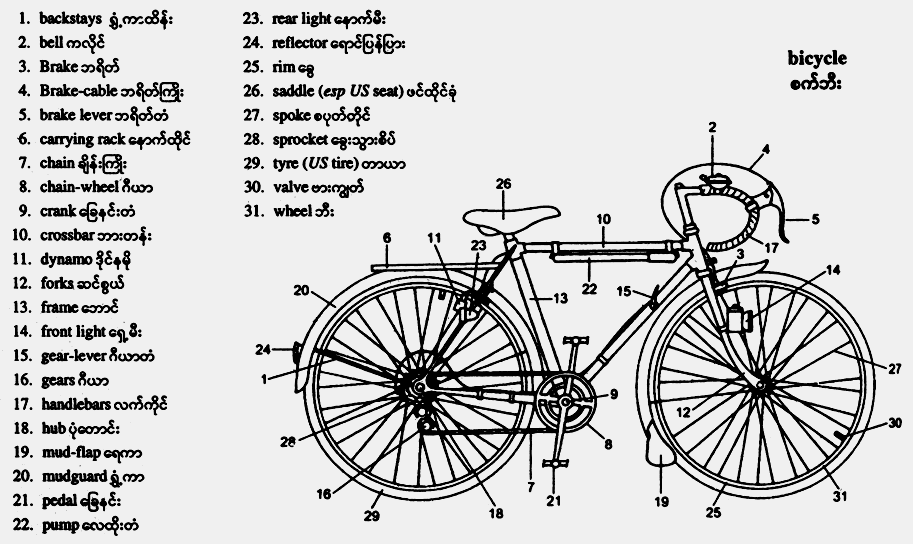 1. backstays ရွှံ့ကာထိန်း
2. bell ကလိုင်
3. Brake ဘရိတ်
4. Brake-cable ဘရိတ်ကြိုး
5. brake lever ဘရိတ်တံ
6. carrying rack နောက်ထိုင်
7. chain ချိန်းကြိုး
8. chain-wheel ဂီယာ
9. crank ခြေနင်းတံ
10. crossbar ဘားတန်း
11. dynamo ဒိုင်နမို
12. forks ဆင်စွယ်
13. frame ဘောင်
14. front light ရှေ့မီး
15. gear-lever ဂီယာတံ
16. gears ဂီယာ
17. handlebars လက်ကိုင်
18. hub ပုံတောင်း
19. mud-flap ရေကာ
20. mudguard ရွှံ့ကာ
21. pedal ခြေနင်း
22. pump လေထိုးတံ
23. rear light နောက်မီး
24. reflector ရောင်ပြန်ပြား
25. rim ခွေ
26. saddle (esp US seat) ဖင်ထိုင်ခုံ
27. spoke စပုတ်တိုင်
28. sprocket ခွေးသွားစိပ်
29. tyre (US tire) တာယာ
30. valve ဗားကျွတ်
31. wheel ဘီး
bicycle
စက်ဘီး
2
4
26
5
10
17
11
23
6
3
14
22
13
15
20
24
1
27
9
12
30
28
8
16
7
21
19
31
29
18
25